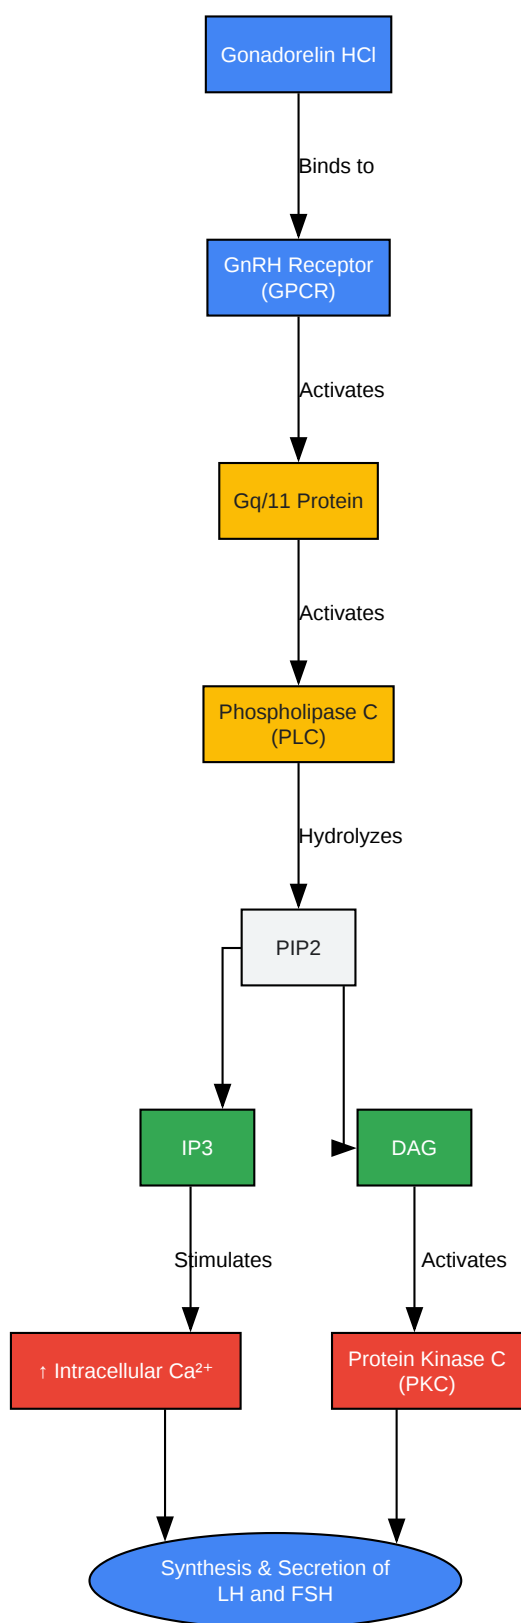 Gonadorelin HCl
Binds to
GnRH Receptor
(GPCR)
Activates
Gq/11 Protein
Activates
Phospholipase C
(PLC)
Hydrolyzes
PIP2
IP3
DAG
Stimulates
Activates
↑ Intracellular Ca²⁺
Protein Kinase C
(PKC)
Synthesis & Secretion of
LH and FSH